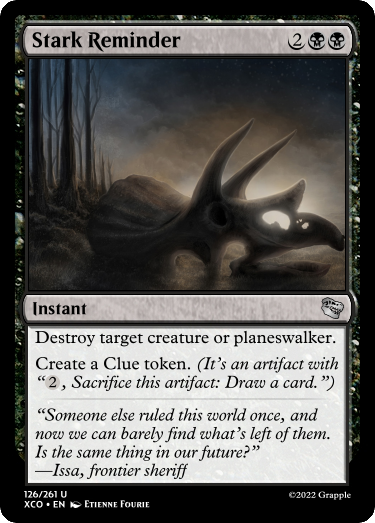 Stark Reminder 2
Instant
Destroy target creature or planeswalker.
Create a Clue token. (It's an artifact with
“2, Sacrifice this artifact: Draw a card.”)
“Someone else ruled this world once, and
now we can barely find what's left of them.
Is the same thing in our future?”
—Issa, frontier sheriff
126/261 U
XCO • EN Etienne Fourie
©2022 Grapple